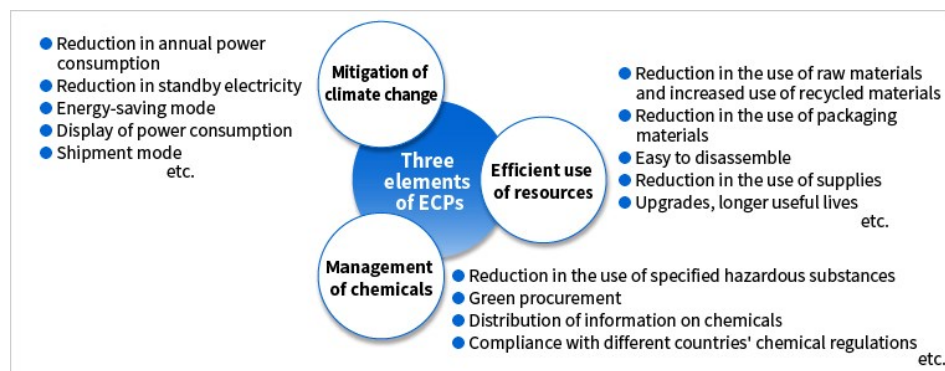 ● Reduction in annual power
consumption
● Reduction in standby electricity
● Energy-saving mode
● Display of power consumption
● Shipment mode
etc.
Mitigation of
climate change
Three
elements
of ECPs
Efficient use
of resources
● Reduction in the use of raw materials
and increased use of recycled materials
● Reduction in the use of packaging
materials
● Easy to disassemble
● Reduction in the use of supplies
● Upgrades, longer useful lives
etc.
Management
of chemicals
● Reduction in the use of specified hazardous substances
● Green procurement
● Distribution of information on chemicals
● Compliance with different countries' chemical regulations
etc.